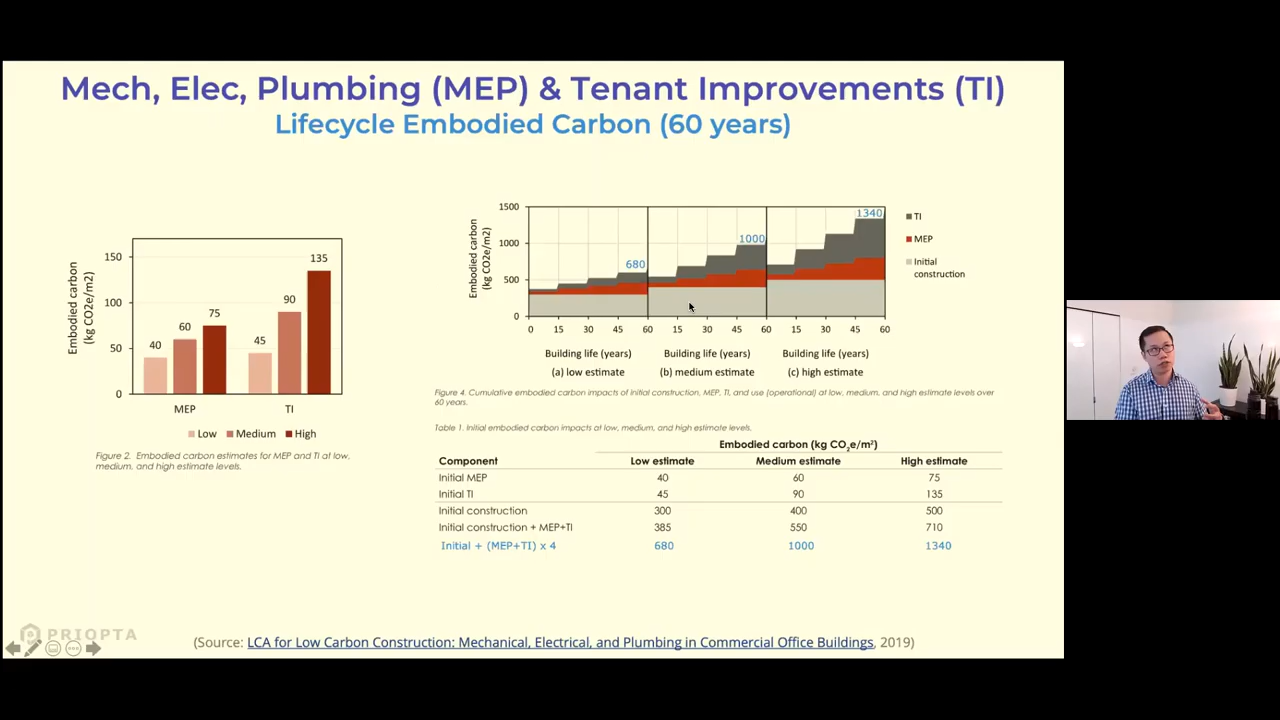 Mech, Elec, Plumbing (MEP) & Tenant Improvements (TI)
Lifecycle Embodied Carbon (60 years)
Embodied carbon
(kg CO2e/m2)
150
100
50
0
40
60
75
45
90
135
MEP
TI
Low
Medium
High
Figure 2. Embodied carbon estimates for MEP and TI at low,
medium, and high estimate levels.
Embodied carbon
(kg CO2e/m2)
1500
1000
500
0
680
1000
1340
0 15 30 45 60 15 30 45 60 15 30 45 60
Building life (years)
Building life (years)
Building life (years)
(a) low estimate
(b) medium estimate
(c) high estimate
TI
MEP
Initial
construction
Figure 4. Cumulative embodied carbon impacts of initial construction, MEP, TI, and use (operational) at low, medium, and high estimate levels over
60 years.
Table 1. Initial embodied carbon impacts at low, medium, and high estimate levels.
Embodied carbon (kg CO2e/m²)
Component Low estimate Medium estimate High estimate
Initial MEP 40 60 75
Initial TI 45 90 135
Initial construction 300 400 500
Initial construction + MEP+TI 385 550 710
Initial + (MEP+TI) x 4 680 1000 1340
PRIOPTA
(Source: LCA for Low Carbon Construction: Mechanical, Electrical, and Plumbing in Commercial Office Buildings, 2019)